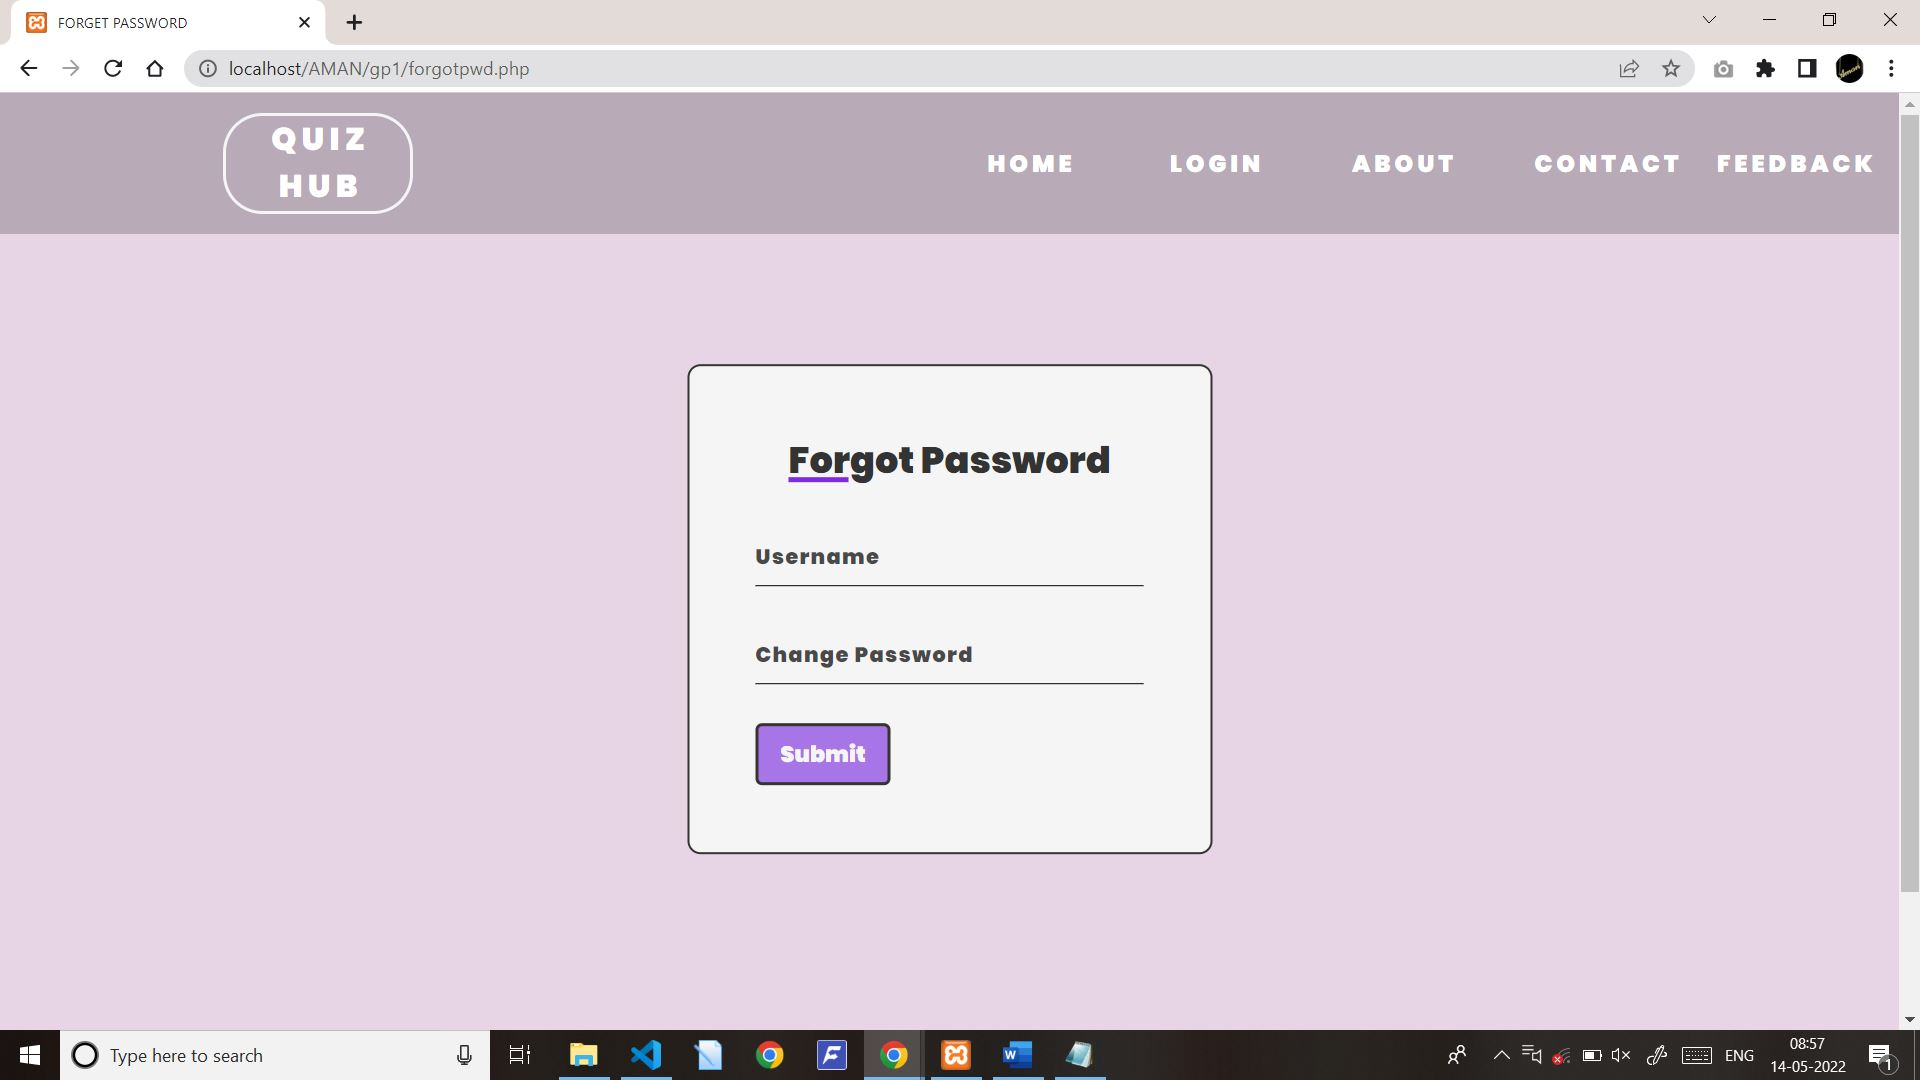 FORGET PASSWORD
localhost/AMAN/gp1/forgotpwd.php
QUIZ
HUB
HOME LOGIN ABOUT CONTACT FEEDBACK
Forgot Password
Username
Change Password
Submit
Type here to search
ENG
08:57
14-05-2022
1